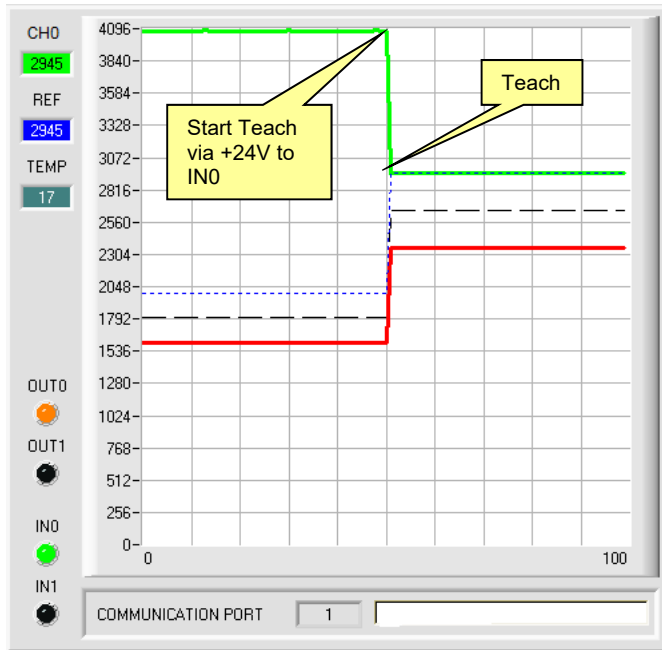 CH0
2945
REF
2945
TEMP
17
OUT0
OUT1
IN0
IN1
4096
3840
3584
3328
3072
2816
2560
2304
2048
1792
1536
1280
1024
768
512
256
0
0
100
Start Teach
via +24V to
IN0
Teach
COMMUNICATION PORT
1